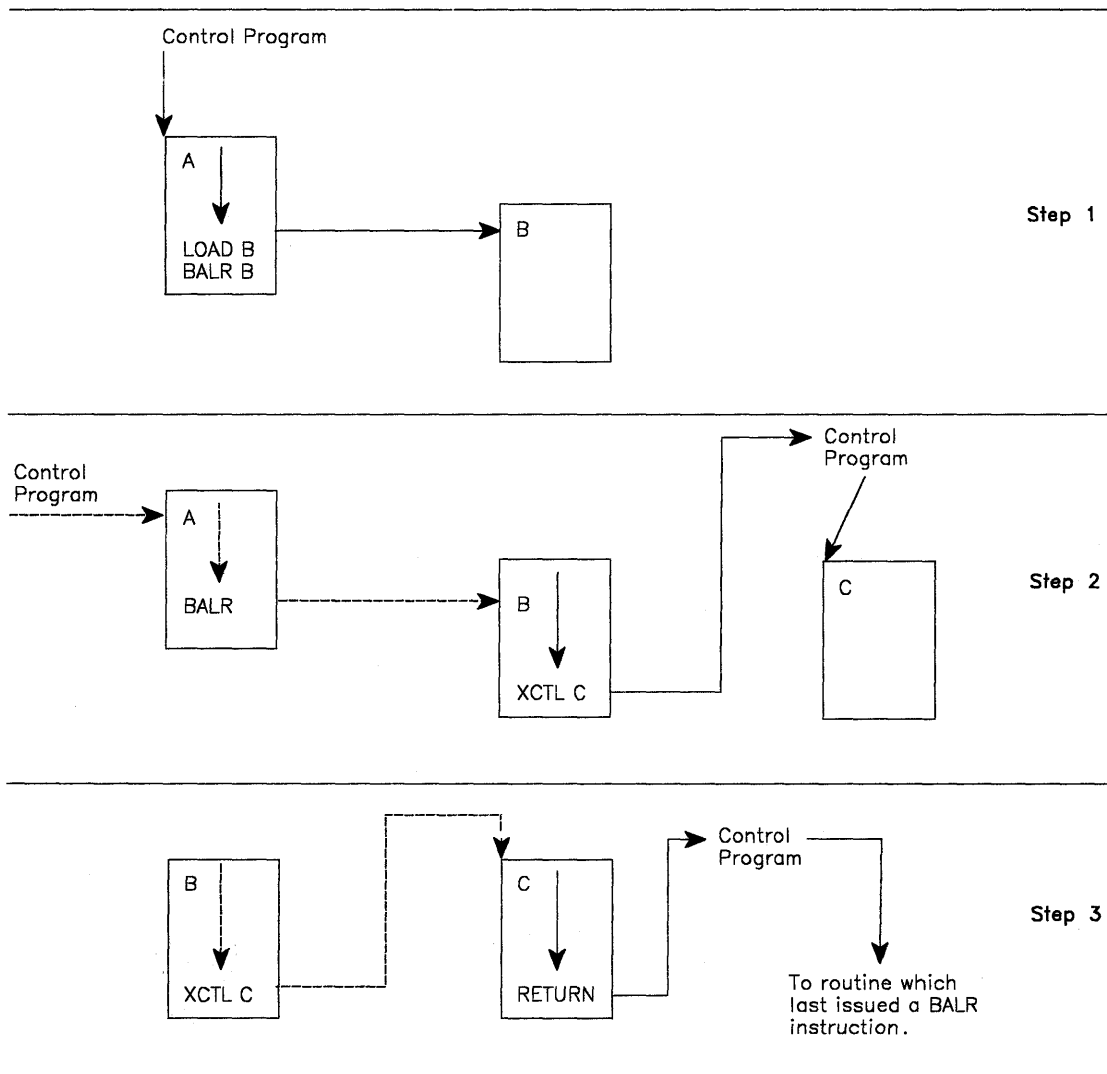 Control Program
A
LOAD B
BALR B
B
Step 1
Control
Program
Control
Program
A
BALR
B
XCTL C
C
Step 2
B
XCTL C
C
RETURN
Control
Program
Step 3
To routine which
last issued a BALR
instruction.